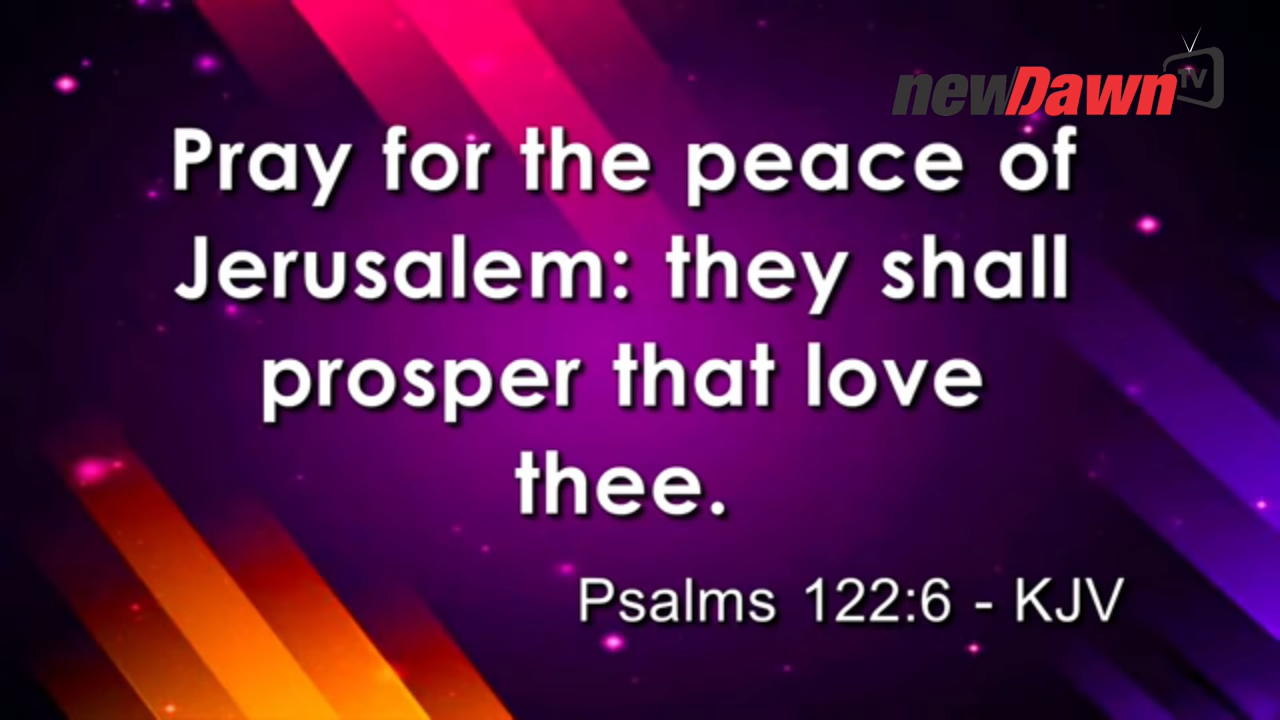 newDawn TV
Pray for the peace of
Jerusalem: they shall
prosper that love
thee.
Psalms 122:6 - KJV